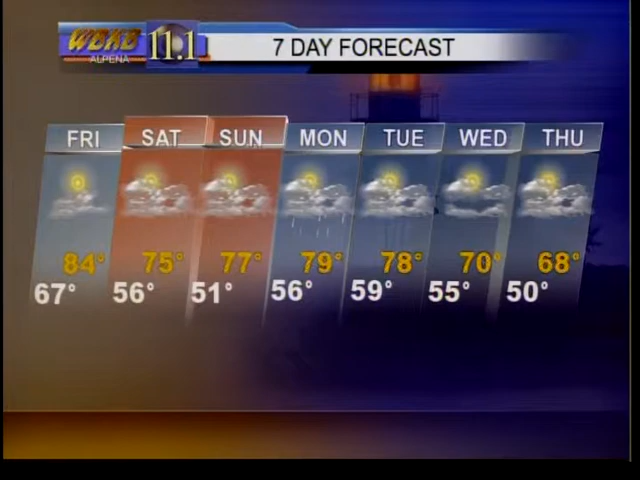 WBKB 11.1
ALPENA
7 DAY FORECAST
FRI SAT SUN MON TUE WED THU
84° 75° 77° 79° 78° 70° 68°
67° 56° 51° 56° 59° 55° 50°